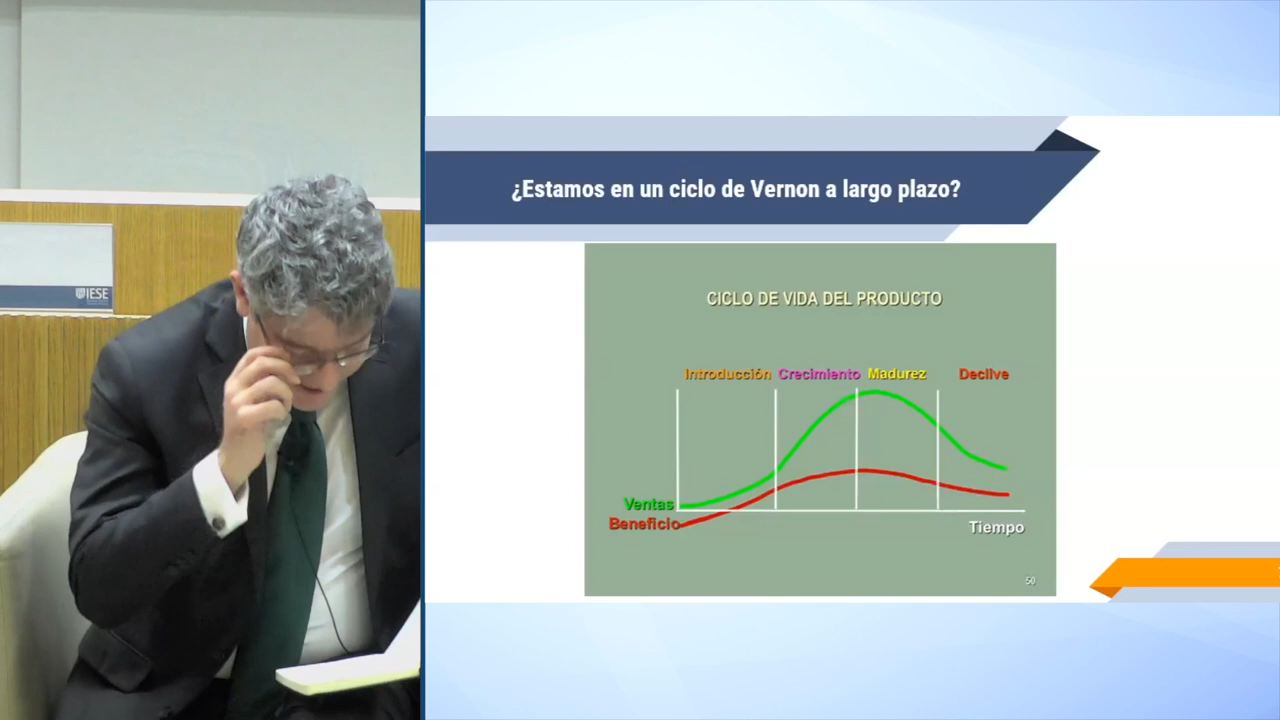 IESE
¿Estamos en un ciclo de Vernon a largo plazo?
CICLO DE VIDA DEL PRODUCTO
Introducción Crecimiento Madurez Declive
Ventas
Beneficio
Tiempo
50